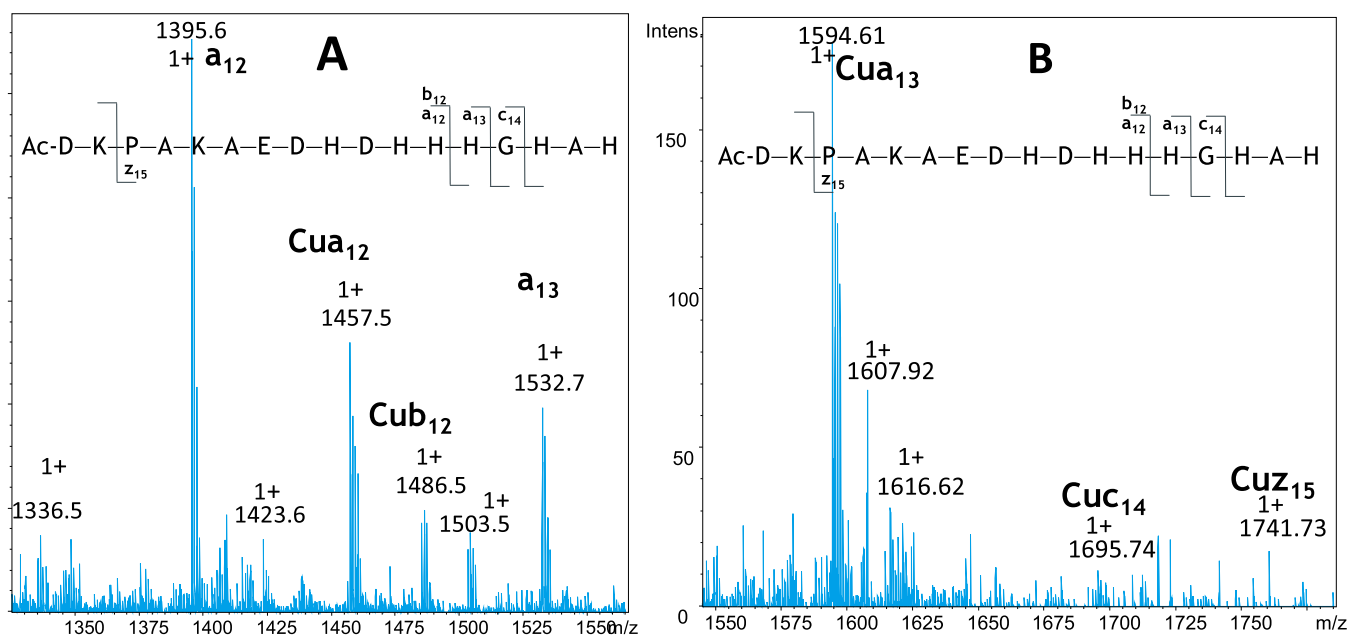 A
1395.6
1+ a12
b12
a12 a13 c14
Ac-D-K-P-A-K-A-E-D-H-D-H-H-H-G-H-A-H
z15
Cua12
1+
1457.5
a13
1+
1532.7
Cub12
1+
1486.5
1+
1503.5
1+
1336.5
1+
1423.6
1350 1375 1400 1425 1450 1475 1500 1525 1550 m/z
B
Intens.
1594.61
1+
Cua13
b12
a12 a13 c14
Ac-D-K-P-A-K-A-E-D-H-D-H-H-H-G-H-A-H
z15
150
100
50
0
1+
1607.92
1+
1616.62
Cuc14
1+
1695.74
Cuz15
1+
1741.73
1550 1575 1600 1625 1650 1675 1700 1725 1750 m/z